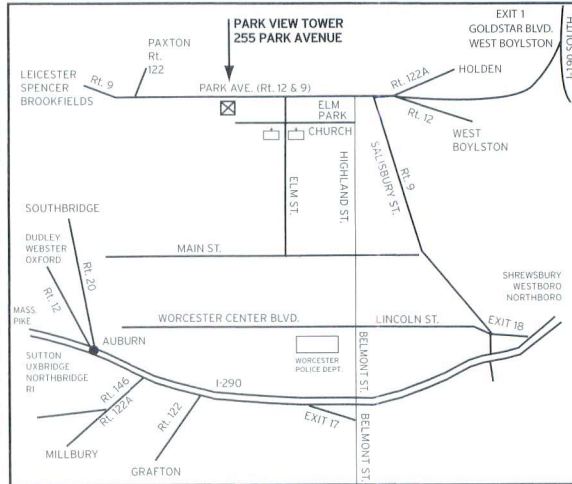 PARK VIEW TOWER
255 PARK AVENUE
EXIT 1
GOLDSTAR BLVD.
WEST BOYLSTON
I-190 SOUTH
PAXTON
Rt.
122
LEICESTER
SPENCER
BROOKFIELDS
Rt. 9
PARK AVE. (Rt. 12 & 9)
Rt. 122A
HOLDEN
Rt. 12
WEST
BOYLSTON
ELM
PARK
CHURCH
ELM ST.
HIGHLAND ST.
SALISBURY ST.
Rt. 9
SOUTHBRIDGE
DUDLEY
WEBSTER
OXFORD
Rt. 20
Rt. 12
MAIN ST.
SHREWSBURY
WESTBORO
NORTHBORO
MASS.
PIKE
WORCESTER CENTER BLVD.
LINCOLN ST.
EXIT 18
AUBURN
WORCESTER
POLICE DEPT.
BELMONT ST.
SUTTON
UXBRIDGE
NORTHBRIDGE
RI
I-290
Rt. 146
Rt. 122A
Rt. 122
EXIT 17
BELMONT ST.
MILLBURY
GRAFTON